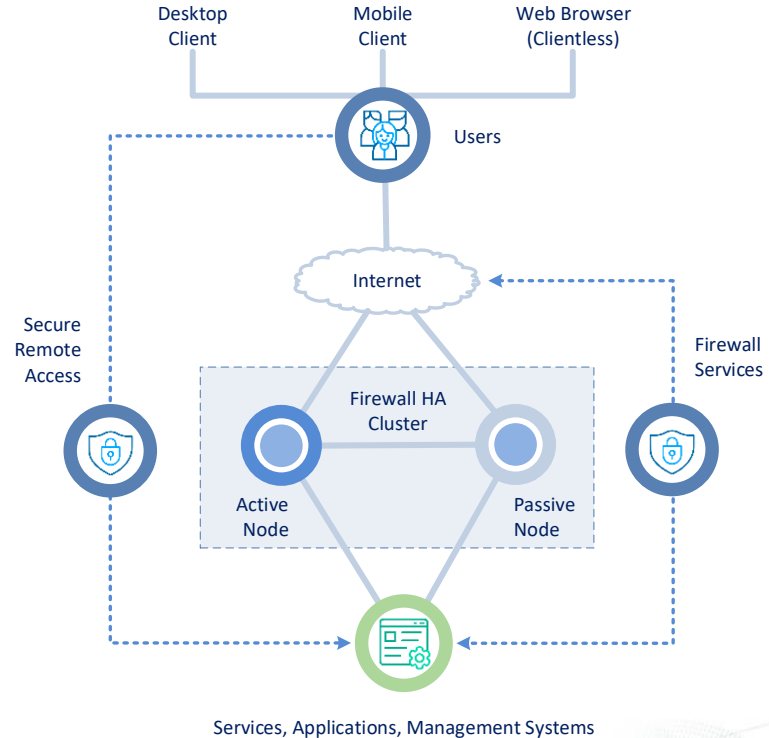 Desktop
Client
Mobile
Client
Web Browser
(Clientless)
Users
Internet
Secure
Remote
Access
Firewall
Services
Firewall HA
Cluster
Active
Node
Passive
Node
Services, Applications, Management Systems